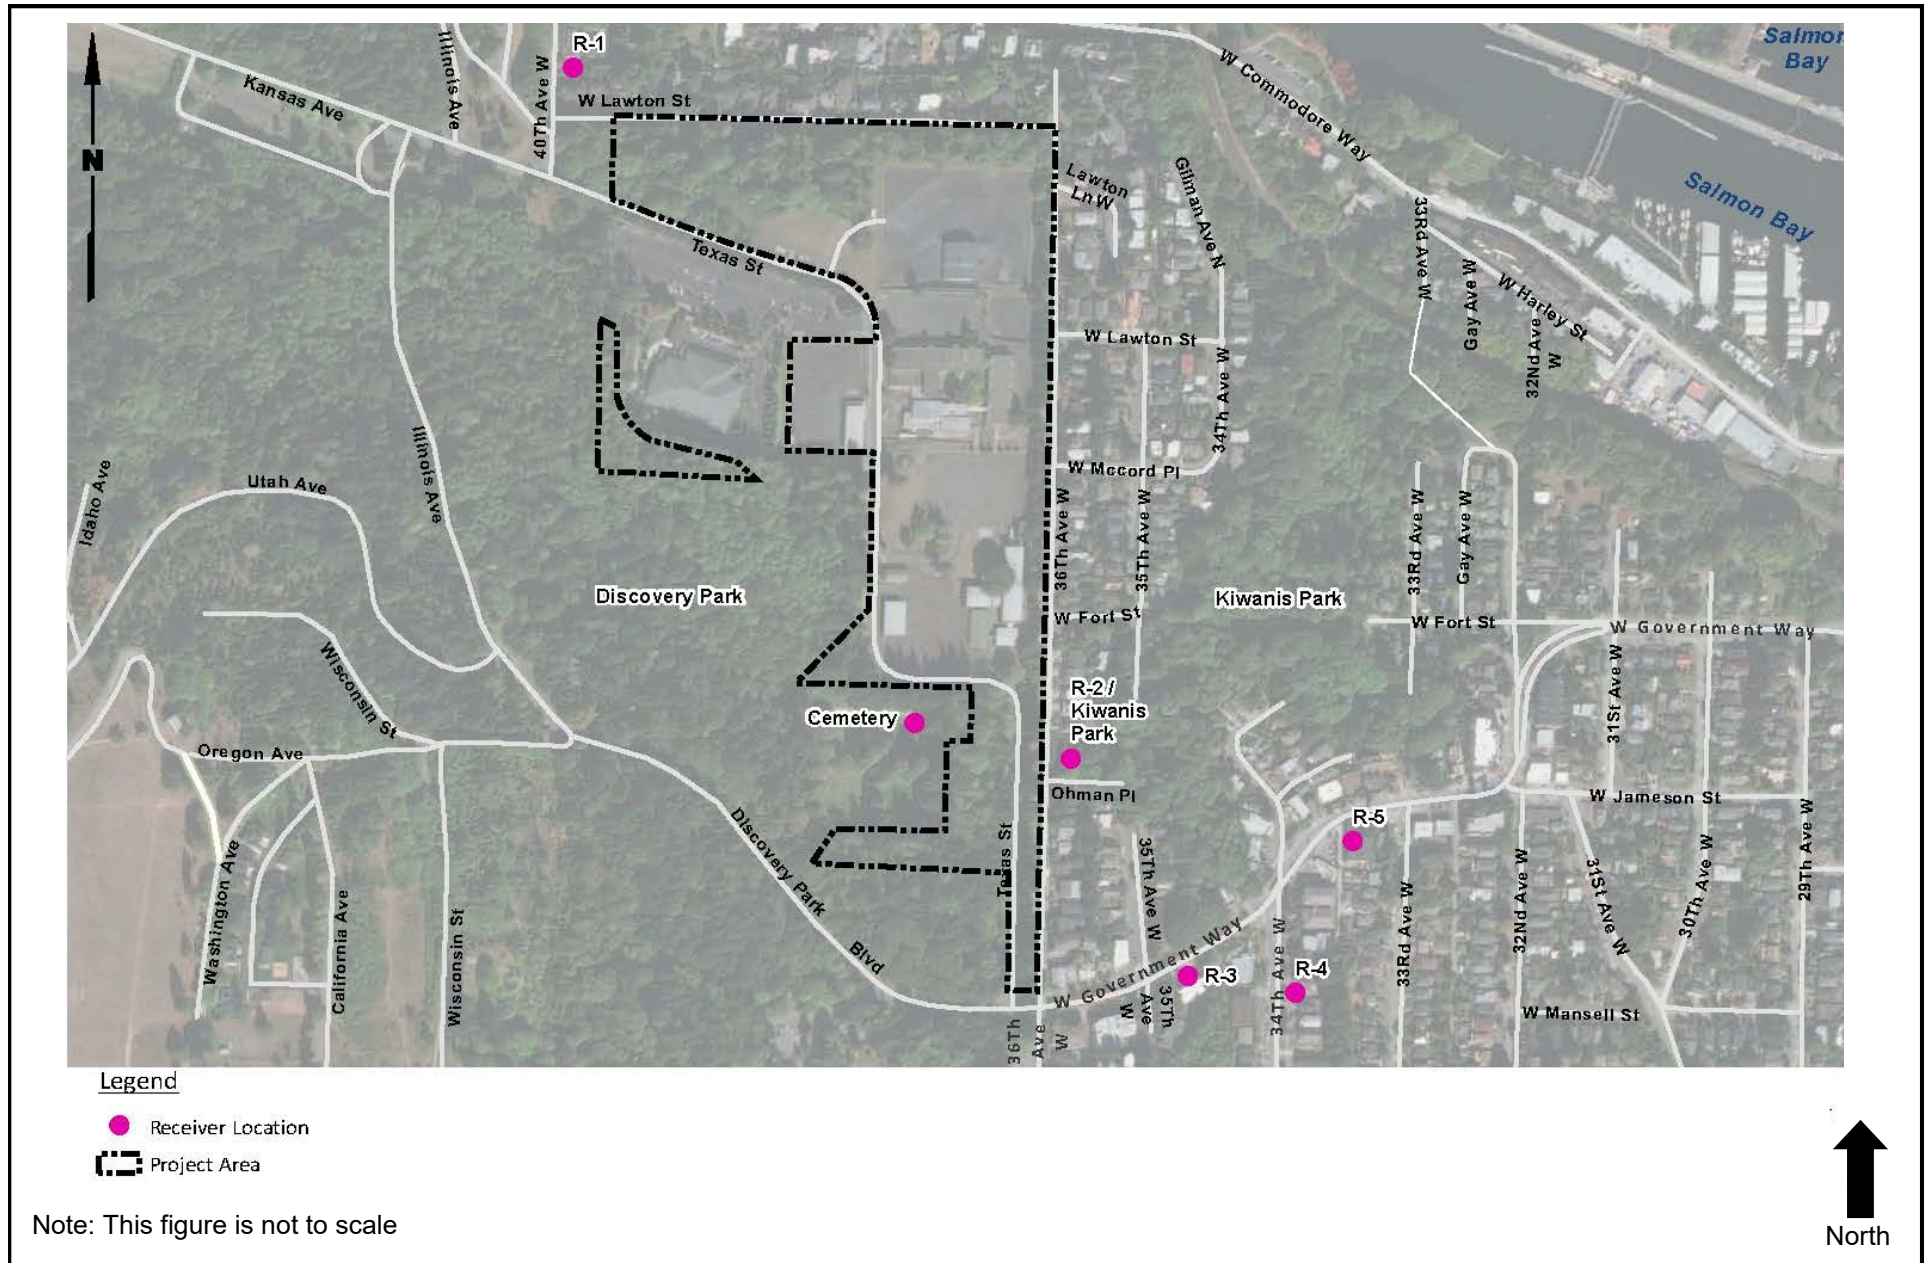 Salmon
Bay
R-1
Illinois Ave
40Th Ave W
Kansas Ave
W Lawton St
W Commodore Way
N
Lawton
Ln W
Gilman Ave N
Salmon Bay
33Rd Ave W
Texas St
Gay Ave W
W Harley St
32Nd Ave
W
W Lawton St
34Th Ave W
Illinois Ave
Idaho Ave
Utah Ave
W Mccord Pl
36Th Ave W
35Th Ave W
33Rd Ave W
Gay Ave W
Discovery Park
Kiwanis Park
W Fort St
W Fort St
W Government Way
Wisconsin St
R-2 /
Kiwanis
Park
31St Ave W
Cemetery
Oregon Ave
Ohman Pl
W Jameson St
R-5
Discovery Park
Blvd
Texas St
35Th Ave W
Washington Ave
California Ave
Wisconsin St
33Rd Ave W
32Nd Ave W
31St Ave W
30Th Ave W
29Th Ave W
W Government Way
R-3
34Th Ave W
R-4
35Th
Ave
W
W Mansell St
36Th
Ave
W
Legend
Receiver Location
Project Area
Note: This figure is not to scale
North